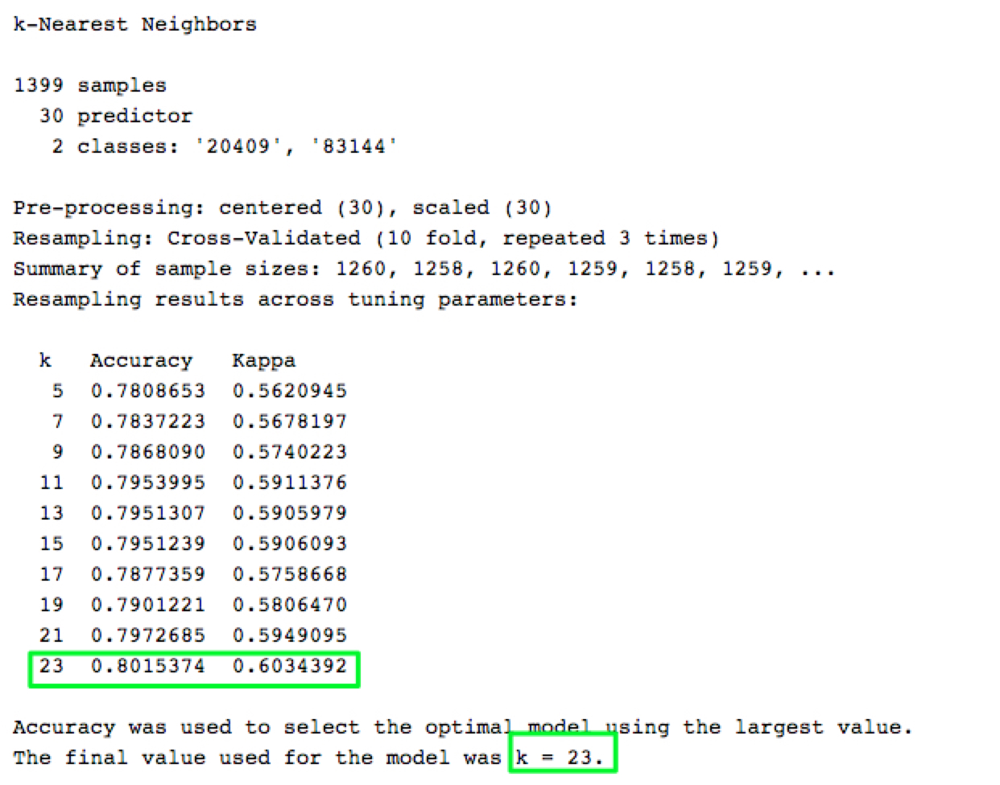 k-Nearest Neighbors
1399 samples
30 predictor
2 classes: '20409', '83144'
Pre-processing: centered (30), scaled (30)
Resampling: Cross-Validated (10 fold, repeated 3 times)
Summary of sample sizes: 1260, 1258, 1260, 1259, 1258, 1259, ...
Resampling results across tuning parameters:
k Accuracy Kappa
5 0.7808653 0.5620945
7 0.7837223 0.5678197
9 0.7868090 0.5740223
11 0.7953995 0.5911376
13 0.7951307 0.5905979
15 0.7951239 0.5906093
17 0.7877359 0.5758668
19 0.7901221 0.5806470
21 0.7972685 0.5949095
23 0.8015374 0.6034392
Accuracy was used to select the optimal model using the largest value.
The final value used for the model was k = 23.